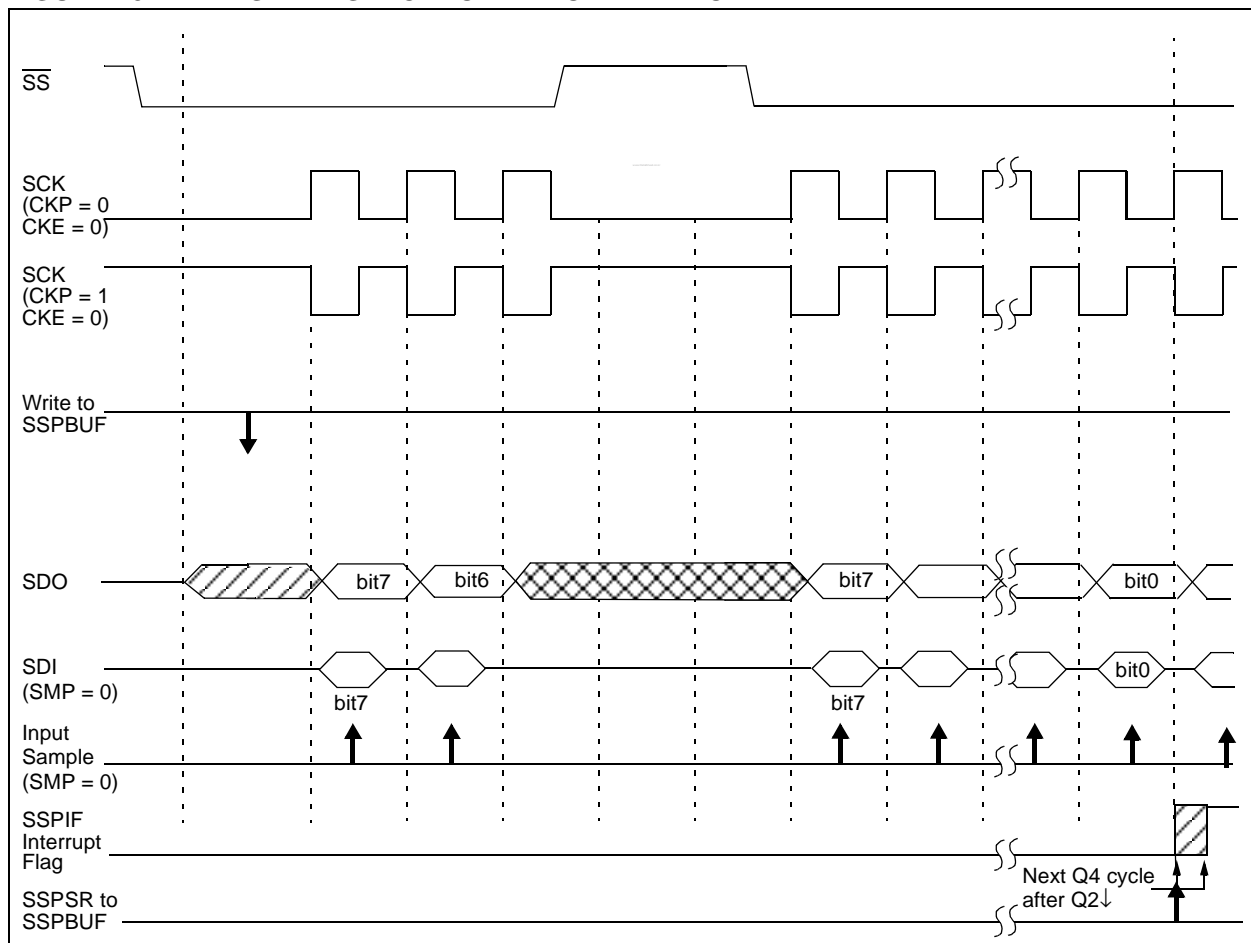 SS
SCK
(CKP = 0
CKE = 0)
SCK
(CKP = 1
CKE = 0)
Write to
SSPBUF
SDO
bit7
bit6
bit7
bit0
SDI
(SMP = 0)
bit7
bit7
bit0
Input
Sample
(SMP = 0)
SSPIF
Interrupt
Flag
Next Q4 cycle
after Q2↓
SSPSR to
SSPBUF